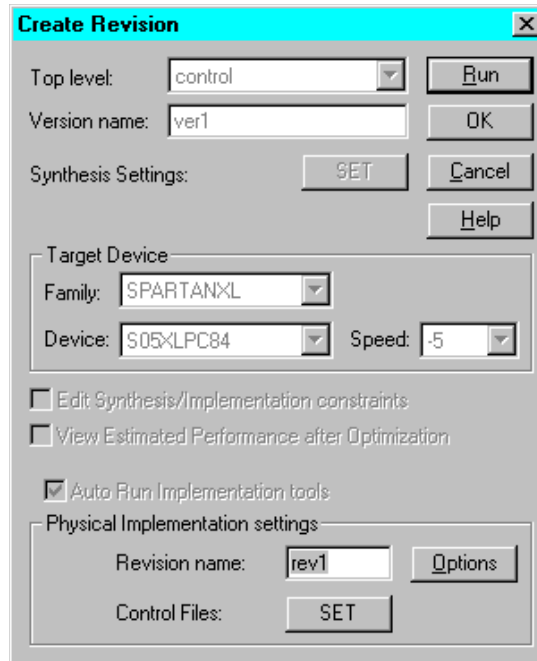 Create Revision
Top level: control Run
Version name: ver1 OK
Synthesis Settings: SET Cancel
Help
Target Device
Family: SPARTANXL
Device: S05XLPC84 Speed: -5
Edit Synthesis/Implementation constraints
View Estimated Performance after Optimization
Auto Run Implementation tools
Physical Implementation settings
Revision name: rev1 Options
Control Files: SET